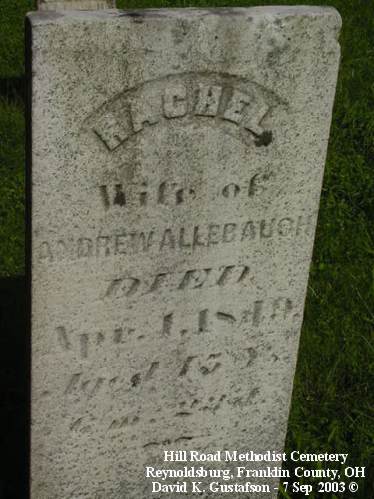 RACHEL
Wife of
ANDREW ALLEBAUGH
DIED
Apr. 1, 1849.
Aged
Hill Road Methodist Cemetery
Reynoldsburg, Franklin County, OH
David K. Gustafson - 7 Sep 2003 ©